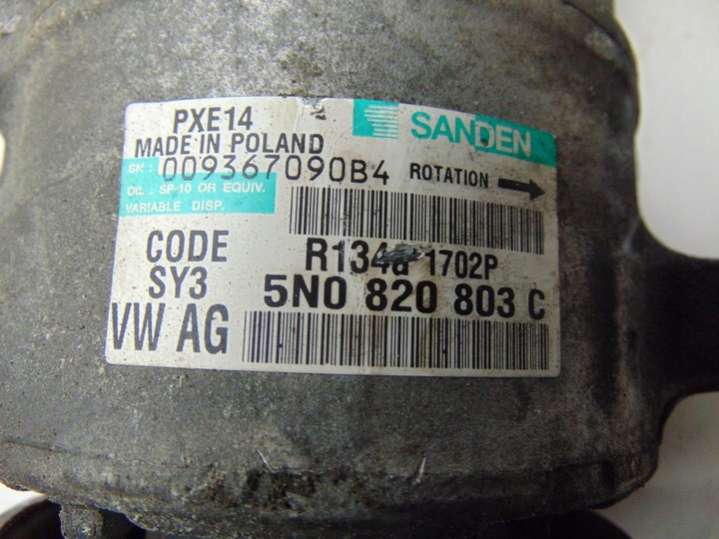 PXE14
SANDEN
MADE IN POLAND
SN : 009367090B4
ROTATION
OIL : SP-10 OR EQUIV.
VARIABLE DISP.
CODE
SY3
R134a 1702P
5N0 820 803 C
VW AG